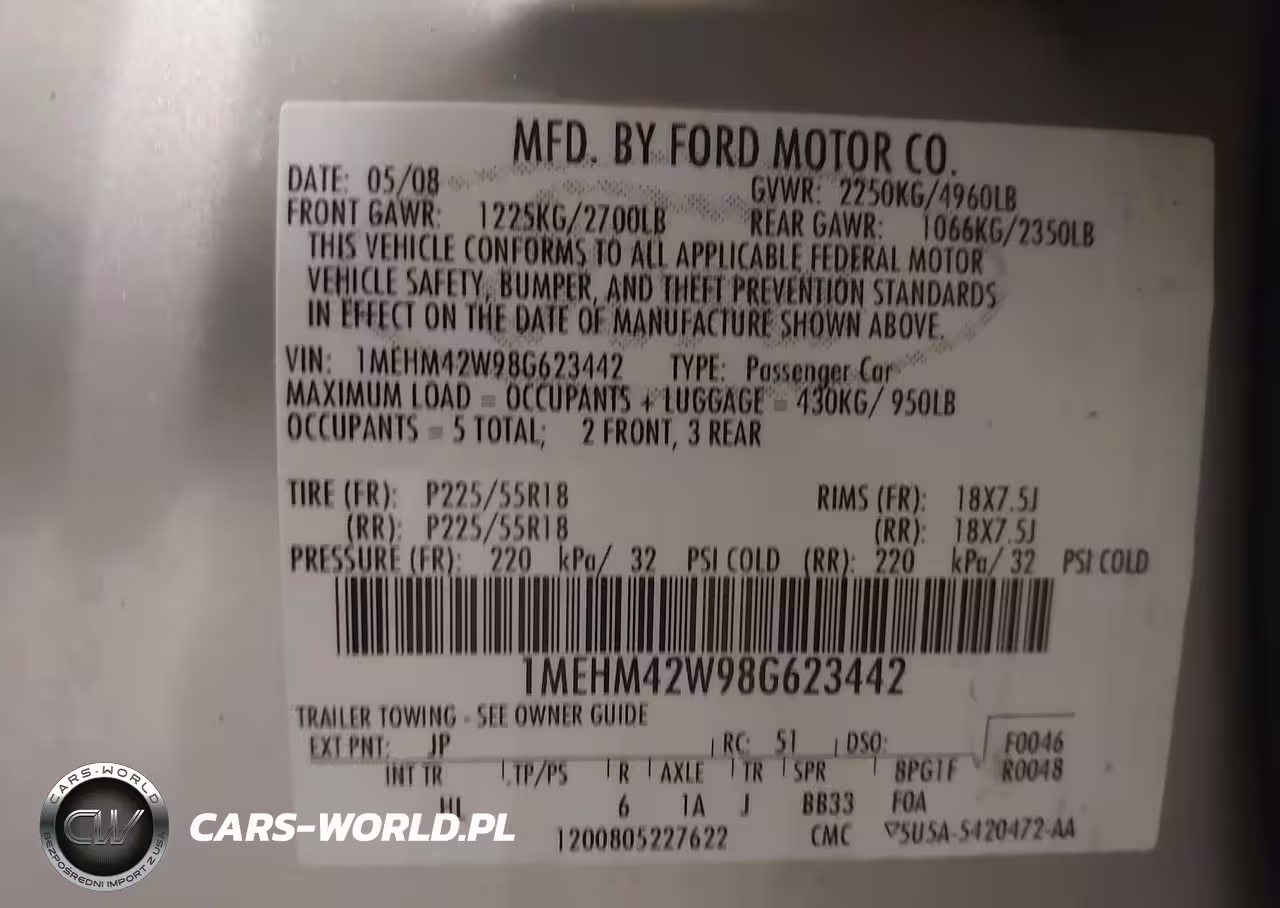 MFD. BY FORD MOTOR CO.
DATE: 05/08 GVWR: 2250KG/4960LB
FRONT GAWR: 1225KG/2700LB REAR GAWR: 1066KG/2350LB
THIS VEHICLE CONFORMS TO ALL APPLICABLE FEDERAL MOTOR
VEHICLE SAFETY, BUMPER, AND THEFT PREVENTION STANDARDS
IN EFFECT ON THE DATE OF MANUFACTURE SHOWN ABOVE.
VIN: 1MEHM42W98G623442 TYPE: Passenger Car
MAXIMUM LOAD = OCCUPANTS + LUGGAGE = 430KG/ 950LB
OCCUPANTS = 5 TOTAL; 2 FRONT, 3 REAR
TIRE (FR): P225/55R18 RIMS (FR): 18X7.5J
(RR): P225/55R18 (RR): 18X7.5J
PRESSURE (FR): 220 kPa/ 32 PSI COLD (RR): 220 kPa/ 32 PSI COLD
1MEHM42W98G623442
TRAILER TOWING - SEE OWNER GUIDE
EXT PNT: JP RC: 51 DSO: F0046
INT TR TP/PS R AXLE TR SPR 8PG1F R0048
HJ 6 1A J BB33 FOA
1200805227622 CMC ▽5U5A-5420472-AA
CARS-WORLD
CW
BEZPOŚREDNI IMPORT Z USA
CARS-WORLD.PL